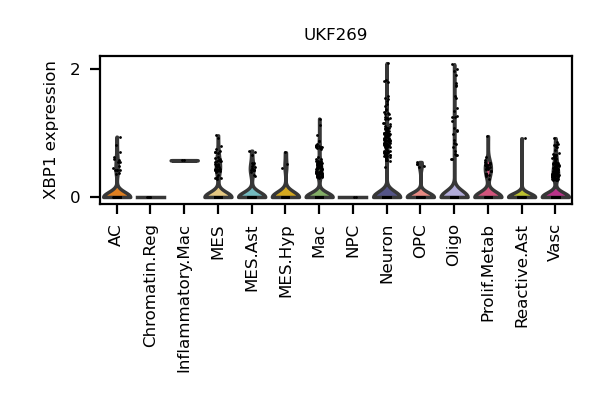 UKF269
XBP1 expression
2
0
AC
Chromatin.Reg
Inflammatory.Mac
MES
MES.Ast
MES.Hyp
Mac
NPC
Neuron
OPC
Oligo
Prolif.Metab
Reactive.Ast
Vasc